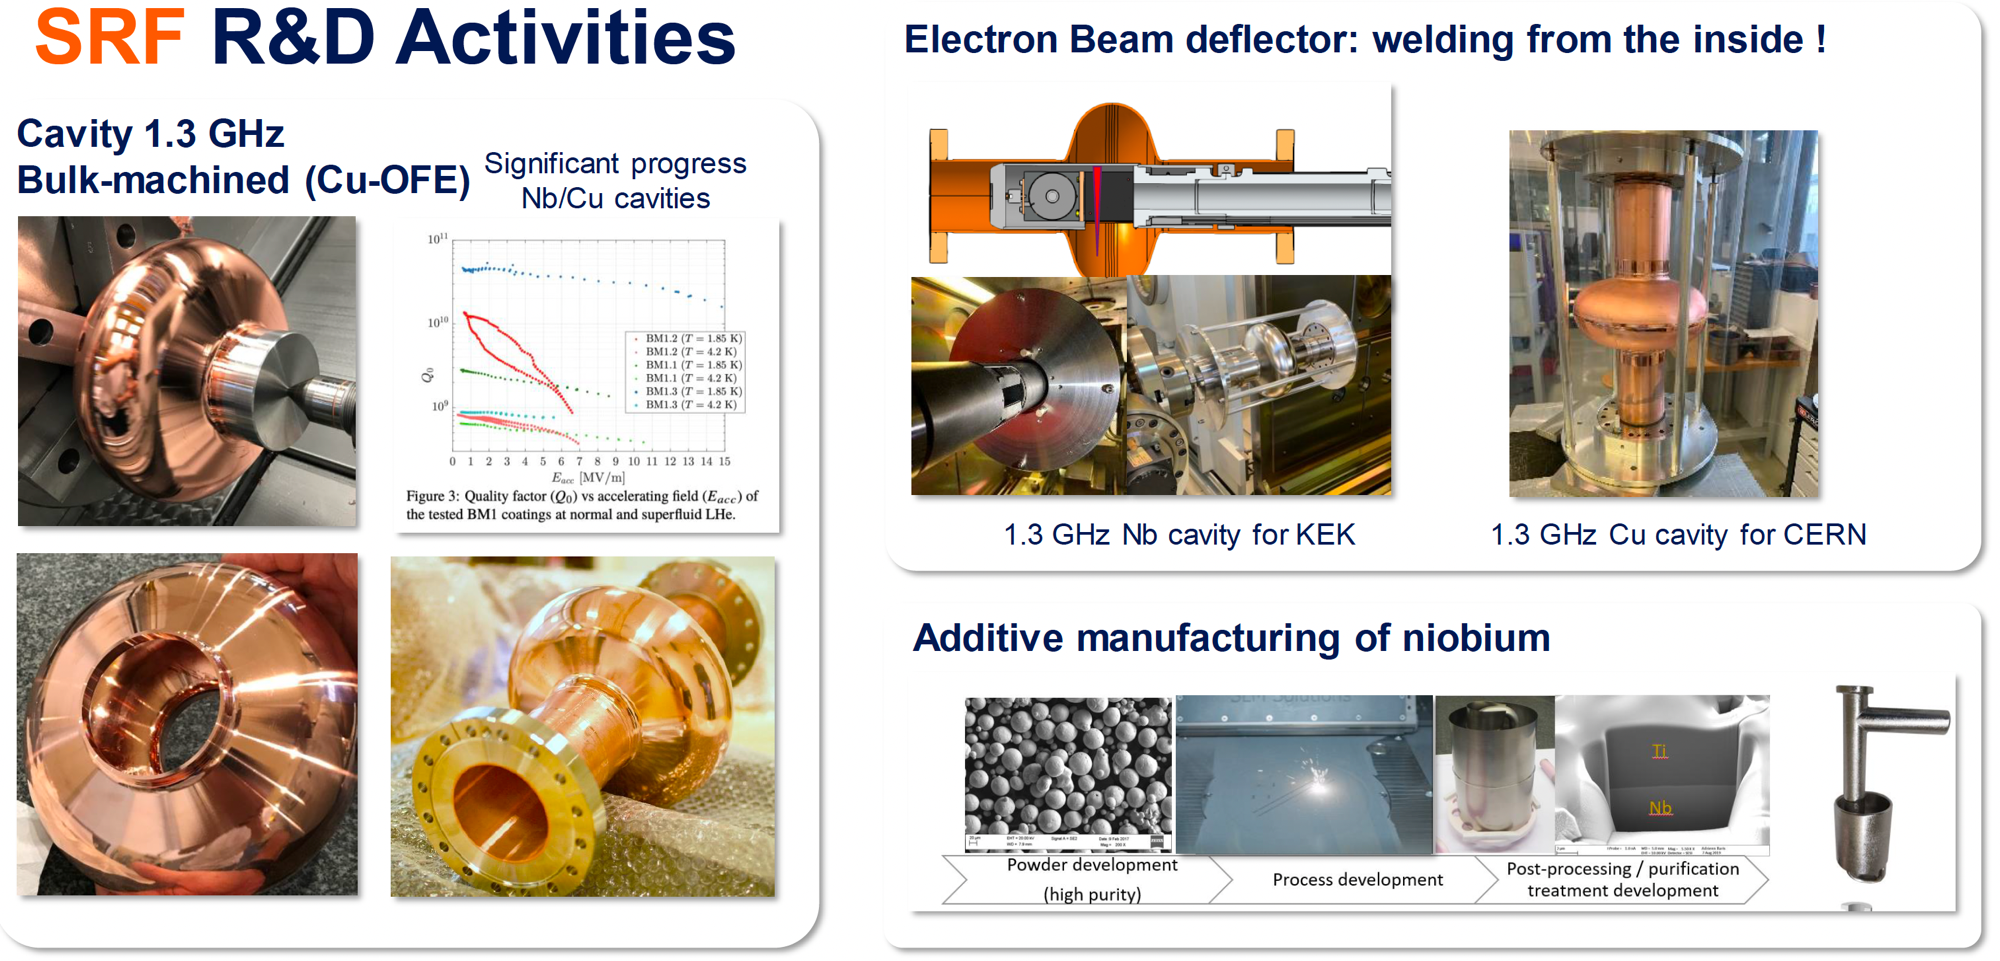 SRF R&D Activities
Cavity 1.3 GHz
Bulk-machined (Cu-OFE)
Significant progress
Nb/Cu cavities
10¹¹
10¹⁰
10⁹
Q₀
BM1.2 (T = 1.85 K)
BM1.2 (T = 4.2 K)
BM1.1 (T = 1.85 K)
BM1.1 (T = 4.2 K)
BM1.3 (T = 1.85 K)
BM1.3 (T = 4.2 K)
0 1 2 3 4 5 6 7 8 9 10 11 12 13 14 15
Eacc [MV/m]
Figure 3: Quality factor (Q₀) vs accelerating field (Eacc) of
the tested BM1 coatings at normal and superfluid LHe.
Electron Beam deflector: welding from the inside !
1.3 GHz Nb cavity for KEK
1.3 GHz Cu cavity for CERN
Additive manufacturing of niobium
Ti
Nb
Powder development
(high purity)
Process development
Post-processing / purification
treatment development